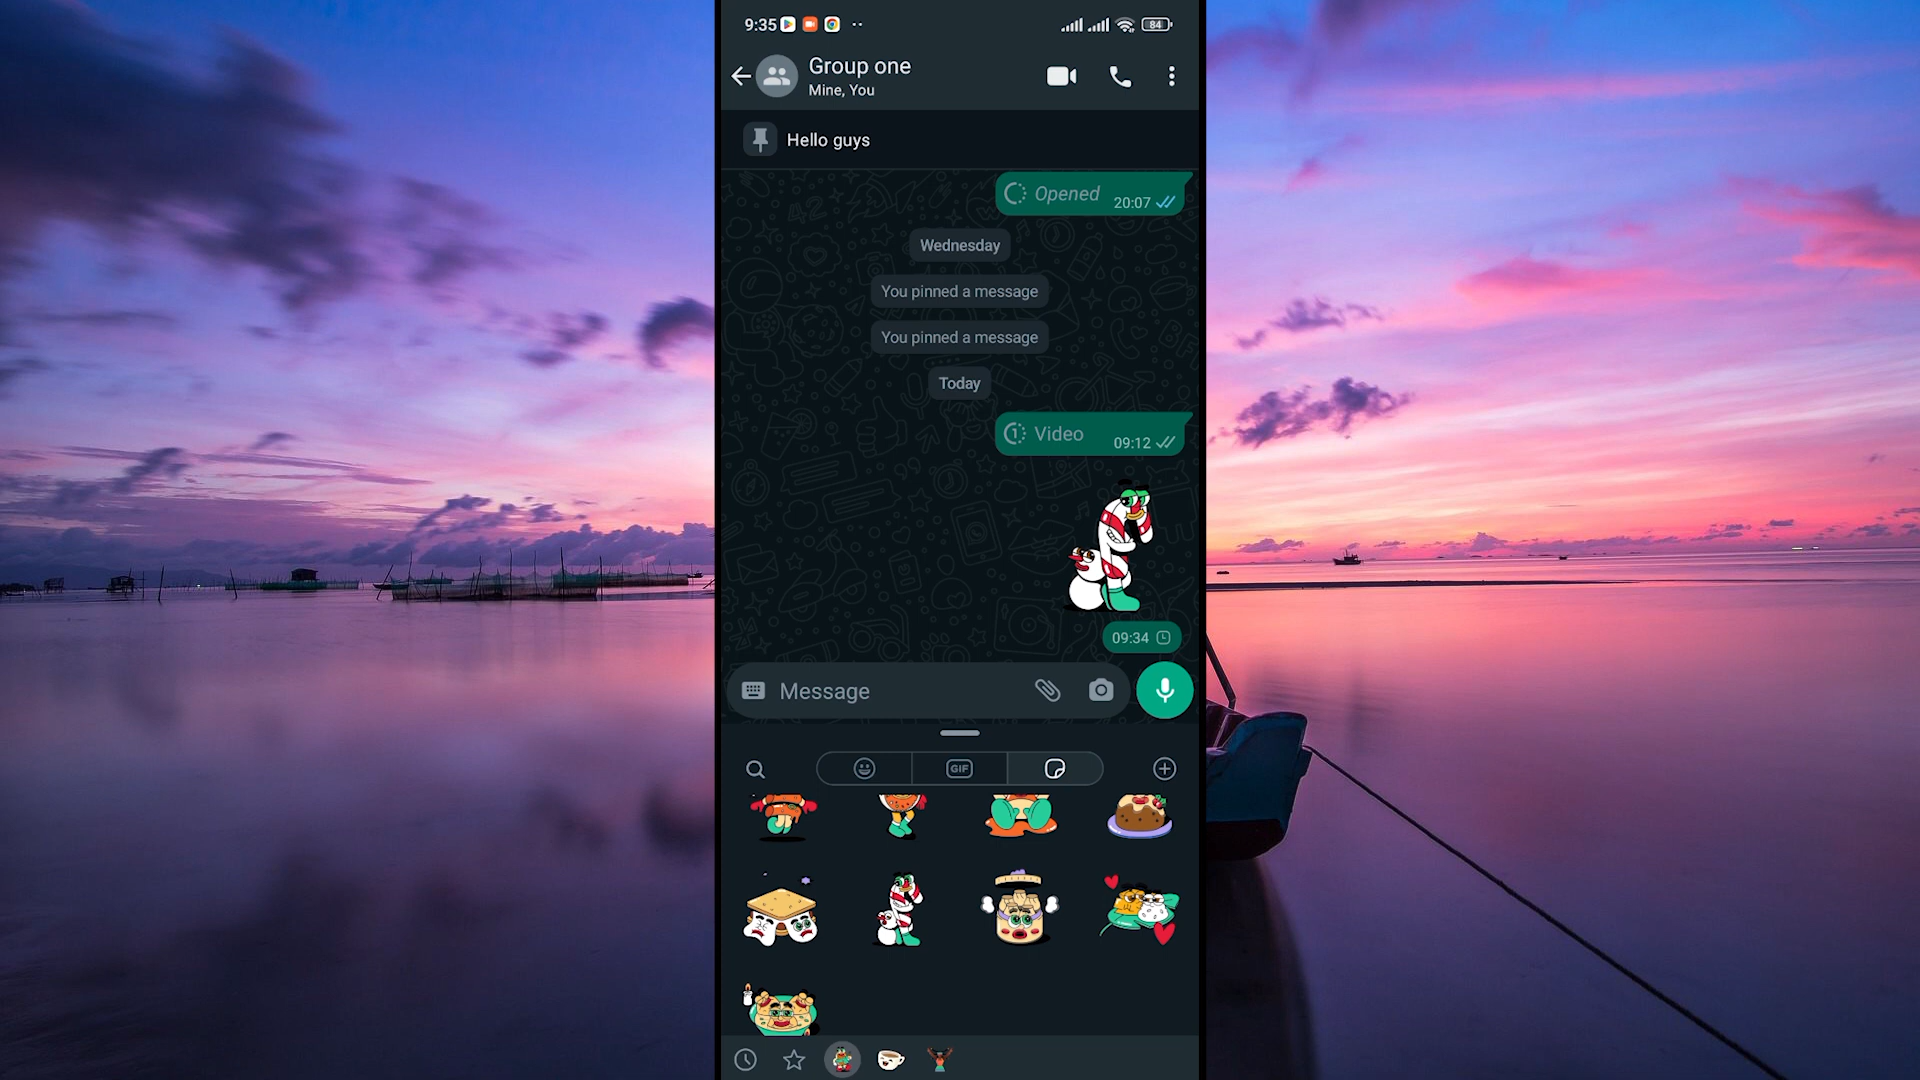 9:35
84
Group one
Mine, You
Hello guys
Opened
20:07
Wednesday
You pinned a message
You pinned a message
Today
1 Video
09:12
09:34
Message
GIF